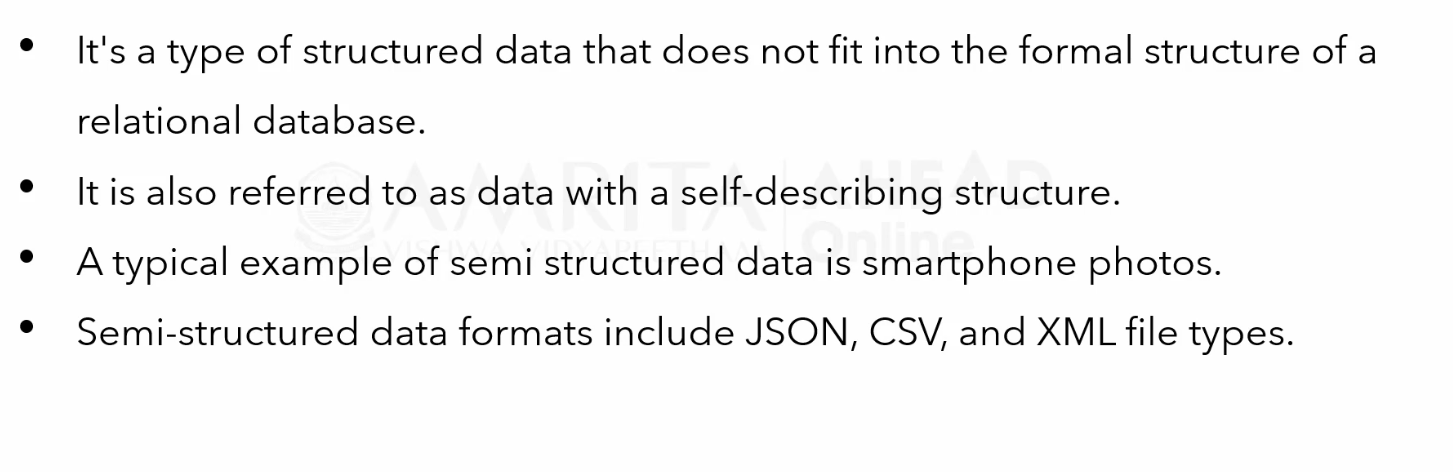 • It's a type of structured data that does not fit into the formal structure of a
relational database.
• It is also referred to as data with a self-describing structure.
• A typical example of semi structured data is smartphone photos.
• Semi-structured data formats include JSON, CSV, and XML file types.
AMRITA AHEAD
VISHWA VIDYAPEETHAM Online